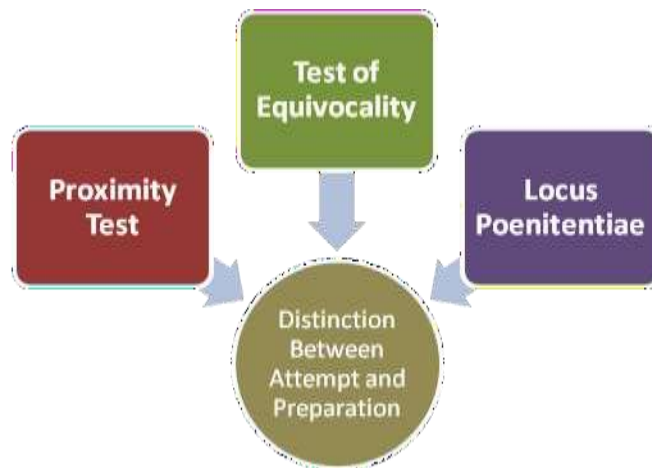 Test of
Equivocality
Proximity
Test
Locus
Poenitentiae
Distinction
Between
Attempt and
Preparation